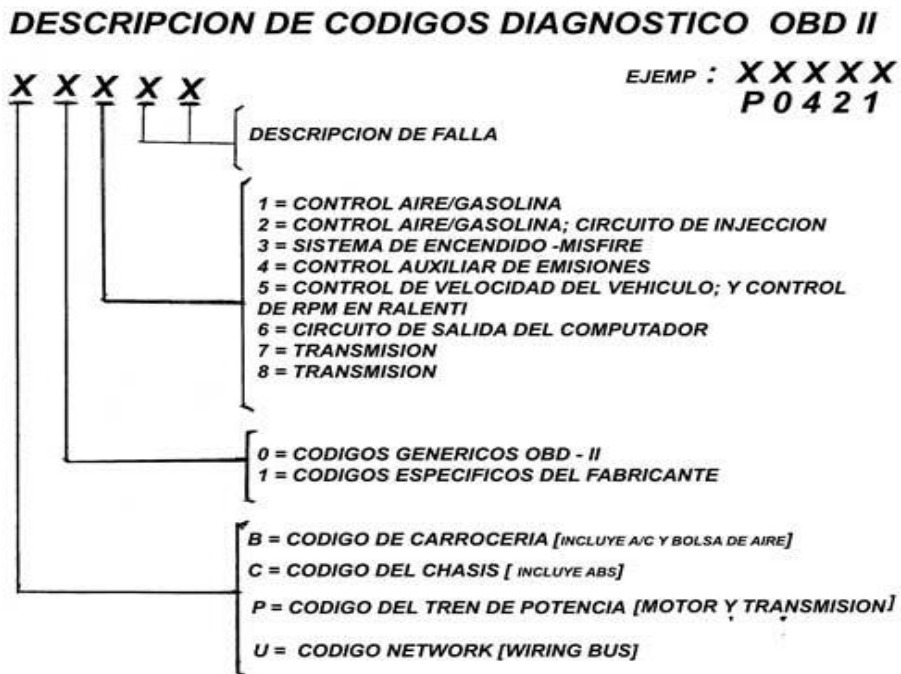 DESCRIPCION DE CODIGOS DIAGNOSTICO OBD II
EJEMP : X X X X X
P 0 4 2 1
X X X X X
DESCRIPCION DE FALLA
1 = CONTROL AIRE/GASOLINA
2 = CONTROL AIRE/GASOLINA; CIRCUITO DE INJECCION
3 = SISTEMA DE ENCENDIDO -MISFIRE
4 = CONTROL AUXILIAR DE EMISIONES
5 = CONTROL DE VELOCIDAD DEL VEHICULO; Y CONTROL
DE RPM EN RALENTI
6 = CIRCUITO DE SALIDA DEL COMPUTADOR
7 = TRANSMISION
8 = TRANSMISION
0 = CODIGOS GENERICOS OBD - II
1 = CODIGOS ESPECIFICOS DEL FABRICANTE
B = CODIGO DE CARROCERIA [INCLUYE A/C Y BOLSA DE AIRE]
C = CODIGO DEL CHASIS [ INCLUYE ABS]
P = CODIGO DEL TREN DE POTENCIA [MOTOR Y TRANSMISION]
U = CODIGO NETWORK [WIRING BUS]